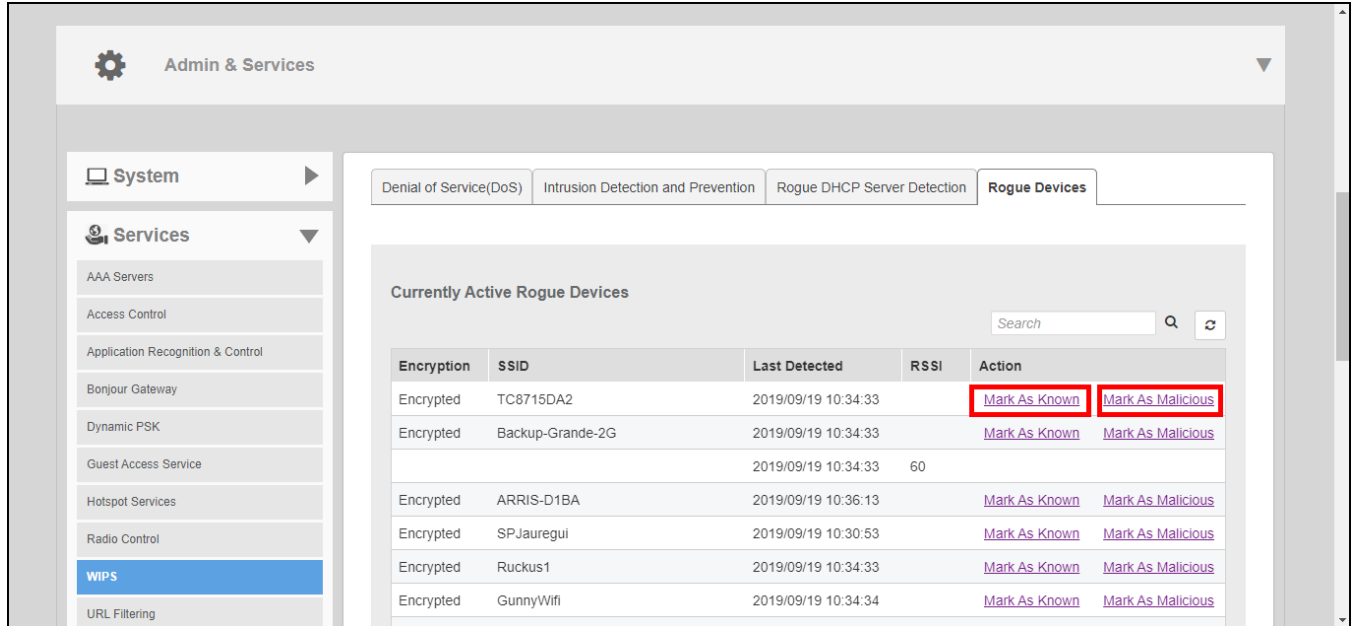 Admin & Services
System
Services
AAA Servers
Access Control
Application Recognition & Control
Bonjour Gateway
Dynamic PSK
Guest Access Service
Hotspot Services
Radio Control
WIPS
URL Filtering
Denial of Service(DoS) Intrusion Detection and Prevention Rogue DHCP Server Detection Rogue Devices
Currently Active Rogue Devices
Search
Encryption SSID Last Detected RSSI Action
Encrypted TC8715DA2 2019/09/19 10:34:33 Mark As Known Mark As Malicious
Encrypted Backup-Grande-2G 2019/09/19 10:34:33 Mark As Known Mark As Malicious
2019/09/19 10:34:33 60
Encrypted ARRIS-D1BA 2019/09/19 10:36:13 Mark As Known Mark As Malicious
Encrypted SPJauregui 2019/09/19 10:30:53 Mark As Known Mark As Malicious
Encrypted Ruckus1 2019/09/19 10:34:33 Mark As Known Mark As Malicious
Encrypted GunnyWifi 2019/09/19 10:34:34 Mark As Known Mark As Malicious